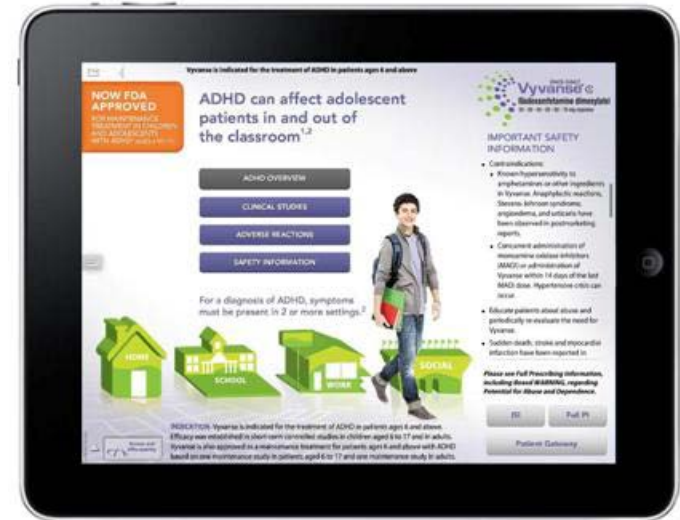 Vyvanse is indicated for the treatment of ADHD in patients ages 6 and above
NOW FDA
APPROVED
FOR MAINTENANCE
TREATMENT IN CHILDREN
AND ADOLESCENTS
WITH ADHD
ADHD can affect adolescent
patients in and out of
the classroom1,2
ADHD OVERVIEW
CLINICAL STUDIES
ADVERSE REACTIONS
SAFETY INFORMATION
For a diagnosis of ADHD, symptoms
must be present in 2 or more settings.2
HOME
SCHOOL
WORK
SOCIAL
INDICATION: Vyvanse is indicated for the treatment of ADHD in patients ages 6 and above.
Efficacy was established in short-term controlled studies in children aged 6 to 17 and in adults.
Vyvanse is also approved as a maintenance treatment for patients ages 6 and above with ADHD
based on one maintenance study in patients aged 6 to 17 and one maintenance study in adults.
Vyvanse
(lisdexamfetamine dimesylate)
IMPORTANT SAFETY
INFORMATION
• Contraindications:
• Known hypersensitivity to
amphetamines or other ingredients
in Vyvanse. Anaphylactic reactions,
Stevens-Johnson syndrome,
angioedema, and urticaria have
been observed in postmarketing
reports.
• Concurrent administration of
monoamine oxidase inhibitors
(MAOI) or administration of
Vyvanse within 14 days of the last
MAOI dose. Hypertensive crisis can
occur.
• Educate patients about abuse and
periodically re-evaluate the need for
Vyvanse.
• Sudden death, stroke and myocardial
infarction have been reported in
Please see Full Prescribing Information,
including Boxed WARNING, regarding
Potential for Abuse and Dependence.
ISI
Full PI
Patient Gateway